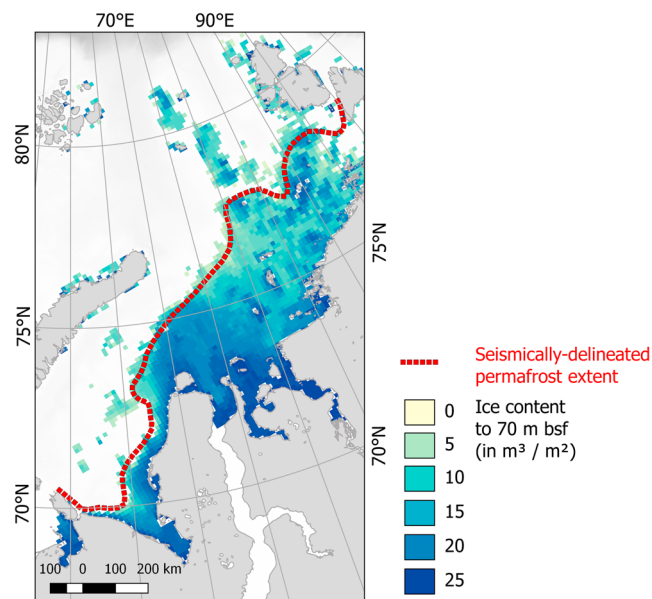 70°E
90°E
80°N
75°N
75°N
70°N
70°N
100 0 100 200 km
Seismically-delineated
permafrost extent
0
Ice content
to 70 m bsf
(in m³ / m²)
5
10
15
20
25